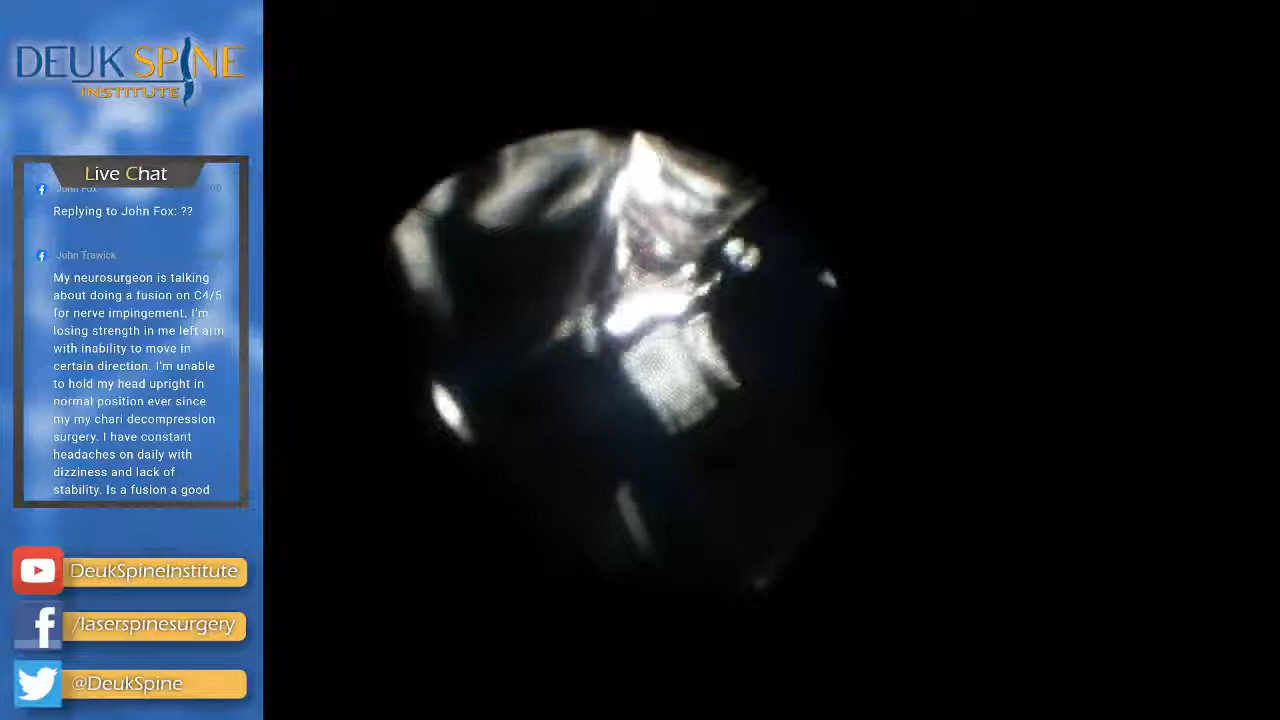 DEUK SPINE
INSTITUTE
Live Chat
John Fox
Replying to John Fox: ??
John Trawick
My neurosurgeon is talking
about doing a fusion on C4/5
for nerve impingement. I'm
losing strength in me left arm
with inability to move in
certain direction. I'm unable
to hold my head upright in
normal position ever since
my my chari decompression
surgery. I have constant
headaches on daily with
dizziness and lack of
stability. Is a fusion a good
DeukSpineInstitute
/laserspinesurgery
@DeukSpine